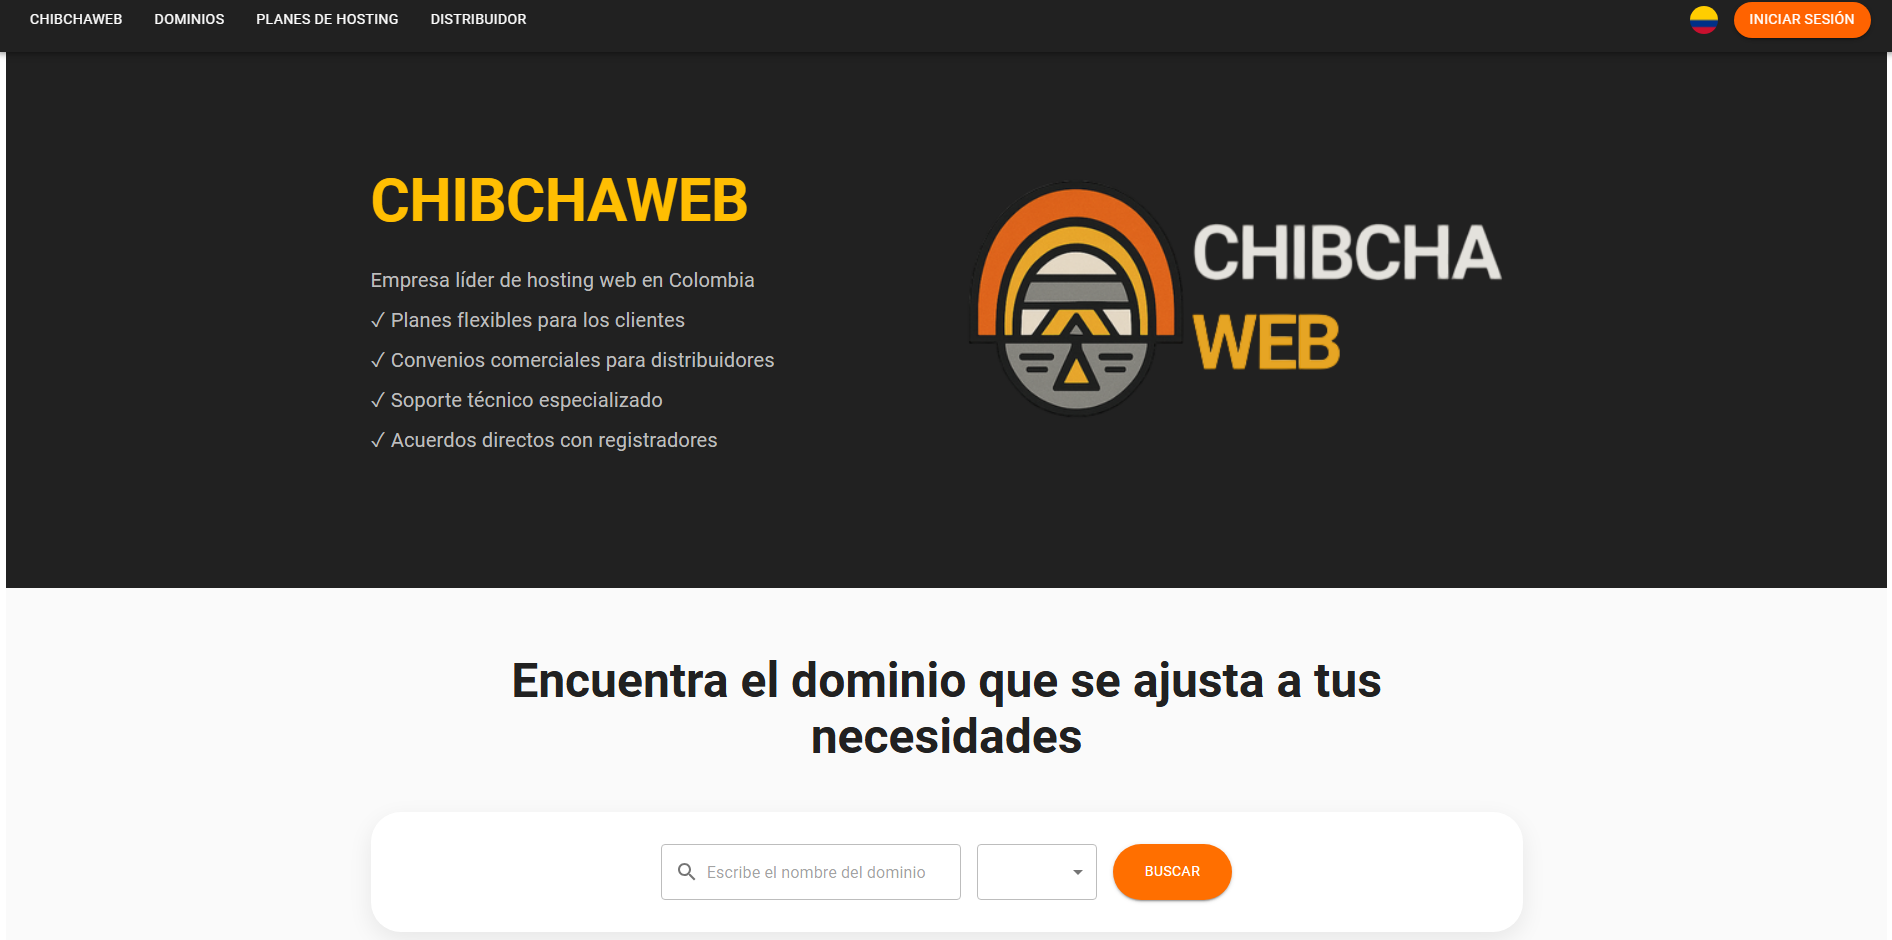 CHIBCHAWEB
DOMINIOS
PLANES DE HOSTING
DISTRIBUIDOR
INICIAR SESIÓN
CHIBCHAWEB
Empresa líder de hosting web en Colombia
✓ Planes flexibles para los clientes
✓ Convenios comerciales para distribuidores
✓ Soporte técnico especializado
✓ Acuerdos directos con registradores
CHIBCHA
WEB
Encuentra el dominio que se ajusta a tus
necesidades
Escribe el nombre del dominio
BUSCAR